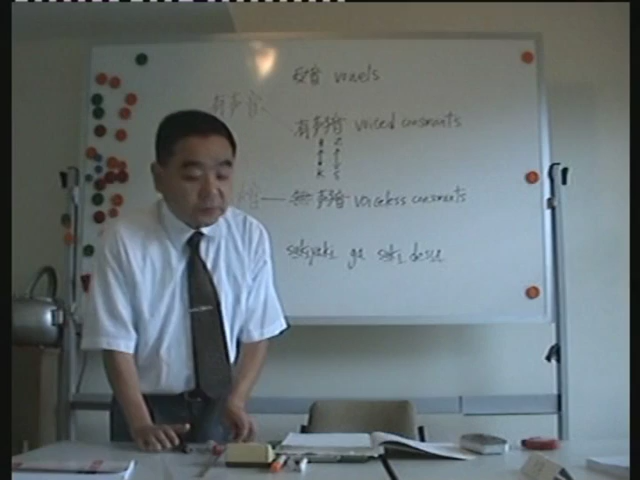 母音 vowels
有声音
有声子音 voiced consonants
g z
k s
無声子音 voiceless consonants
sukiyaki ga suki desu